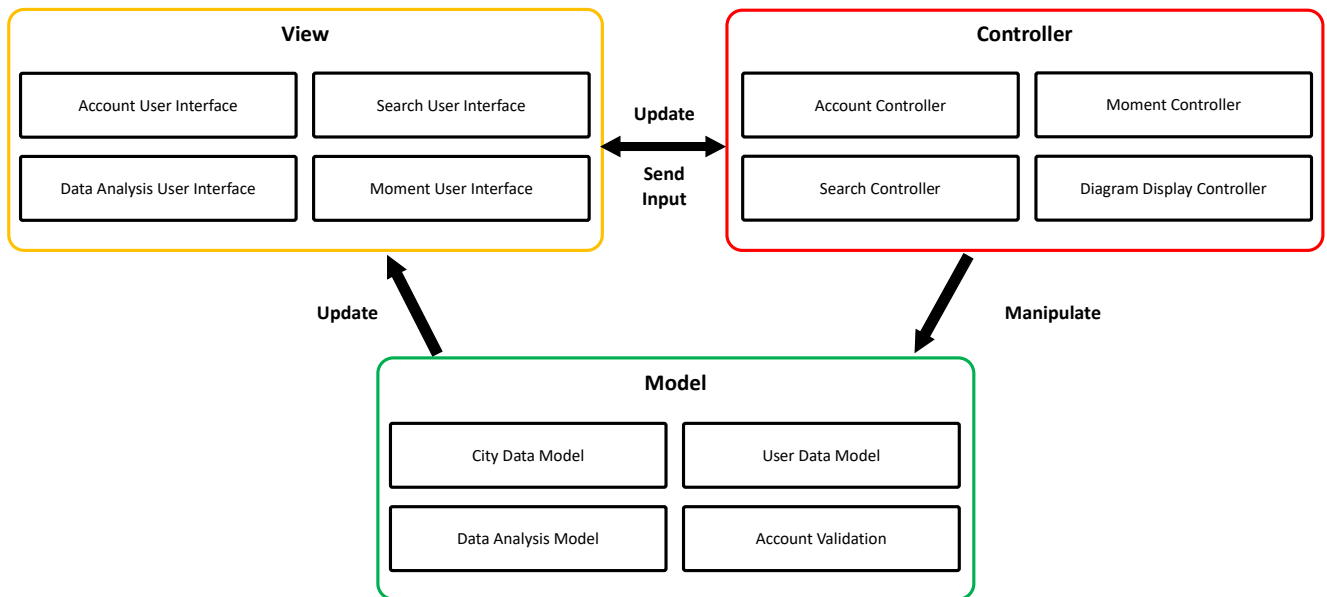 View
Account User Interface
Search User Interface
Data Analysis User Interface
Moment User Interface
Update
Send
Input
Controller
Account Controller
Moment Controller
Search Controller
Diagram Display Controller
Update
Manipulate
Model
City Data Model
User Data Model
Data Analysis Model
Account Validation